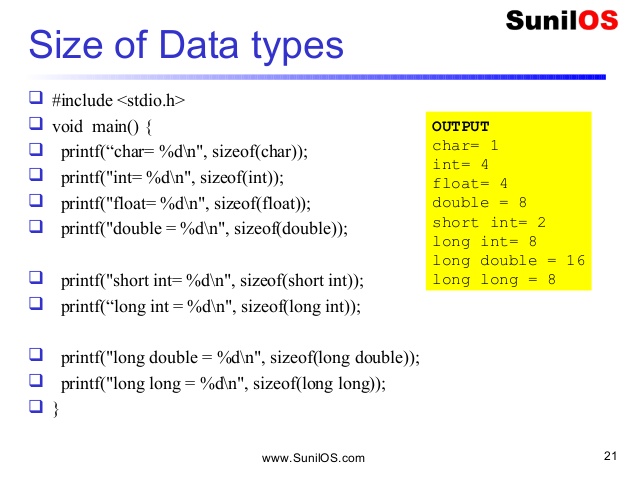 SunilOS
Size of Data types
#include <stdio.h>
void  main() {
printf(“char= %d\n", sizeof(char));
printf("int= %d\n", sizeof(int));
printf("float= %d\n", sizeof(float));
printf("double = %d\n", sizeof(double));
printf("short int= %d\n", sizeof(short int));
printf(“long int = %d\n", sizeof(long int));
printf("long double = %d\n", sizeof(long double));
printf("long long = %d\n", sizeof(long long));
}
OUTPUT
char= 1
int= 4
float= 4
double = 8
short int= 2
long int= 8
long double = 16
long long = 8
www.SunilOS.com
21